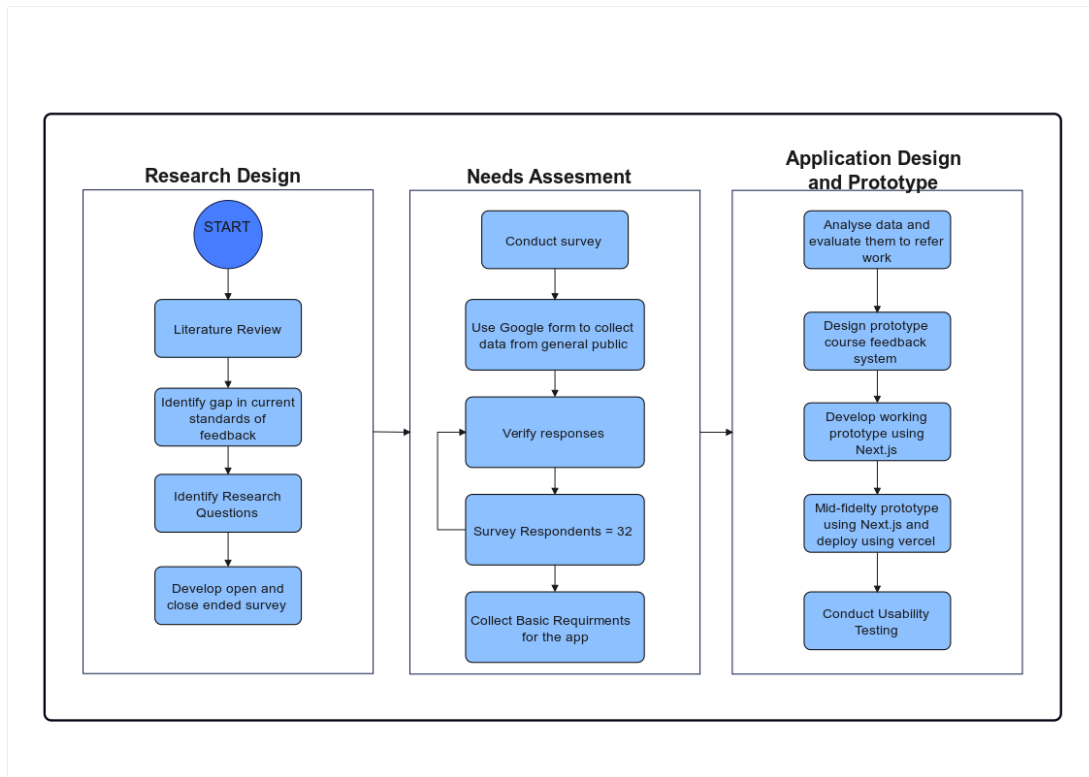 Research Design
START
Literature Review
Identify gap in current
standards of
feedback
Identify Research
Questions
Develop open and
close ended survey
Needs Assesment
Conduct survey
Use Google form to collect
data from general public
Verify responses
Survey Respondents = 32
Collect Basic Requirments
for the app
Application Design
and Prototype
Analyse data and
evaluate them to refer
work
Design prototype
course feedback
system
Develop working
prototype using
Next.js
Mid-fidelty prototype
using Next.js and
deploy using vercel
Conduct Usability
Testing